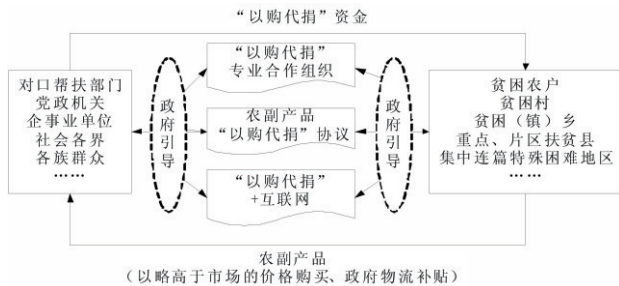 “以购代捐”资金
对口帮扶部门
党政机关
企事业单位
社会各界
各族群众
……
政府引导
“以购代捐”
专业合作组织
农副产品
“以购代捐”协议
“以购代捐”
+互联网
政府引导
贫困农户
贫困村
贫困（镇）乡
重点、片区扶贫县
集中连篇特殊困难地区
……
农副产品
（以略高于市场的价格购买、政府物流补贴）